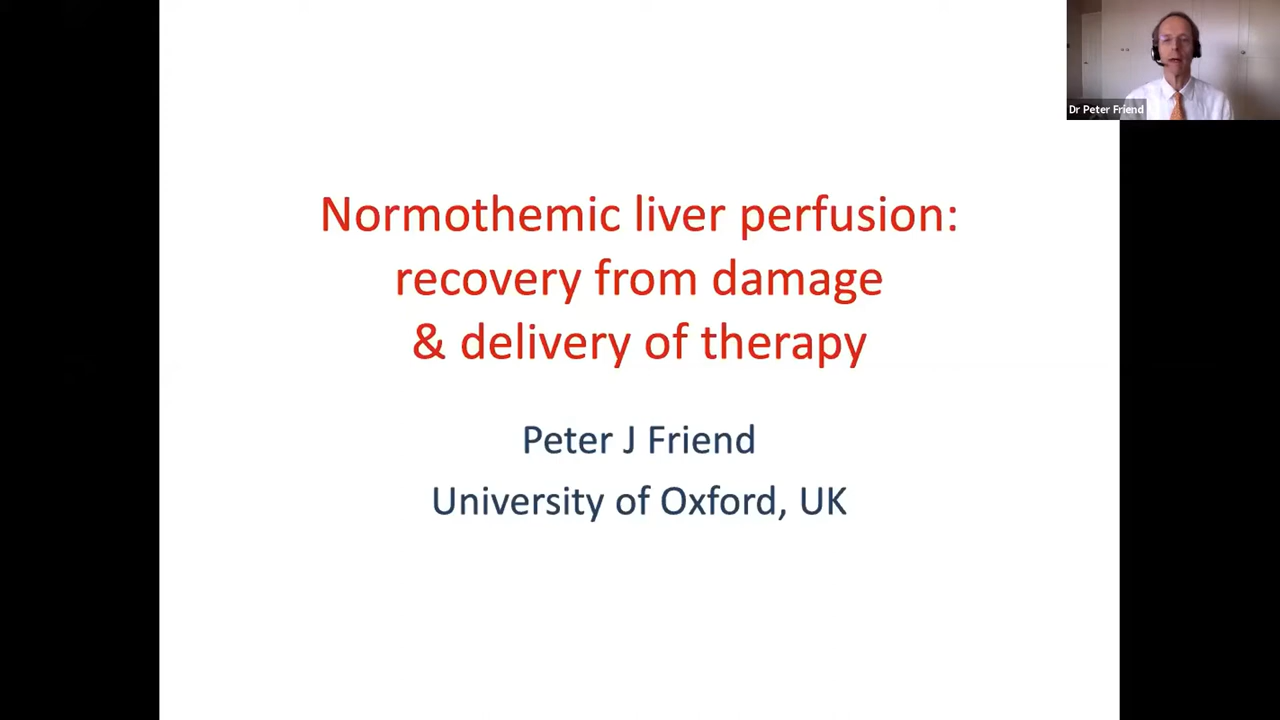 Dr Peter Friend
Normothemic liver perfusion:
recovery from damage
& delivery of therapy
Peter J Friend
University of Oxford, UK